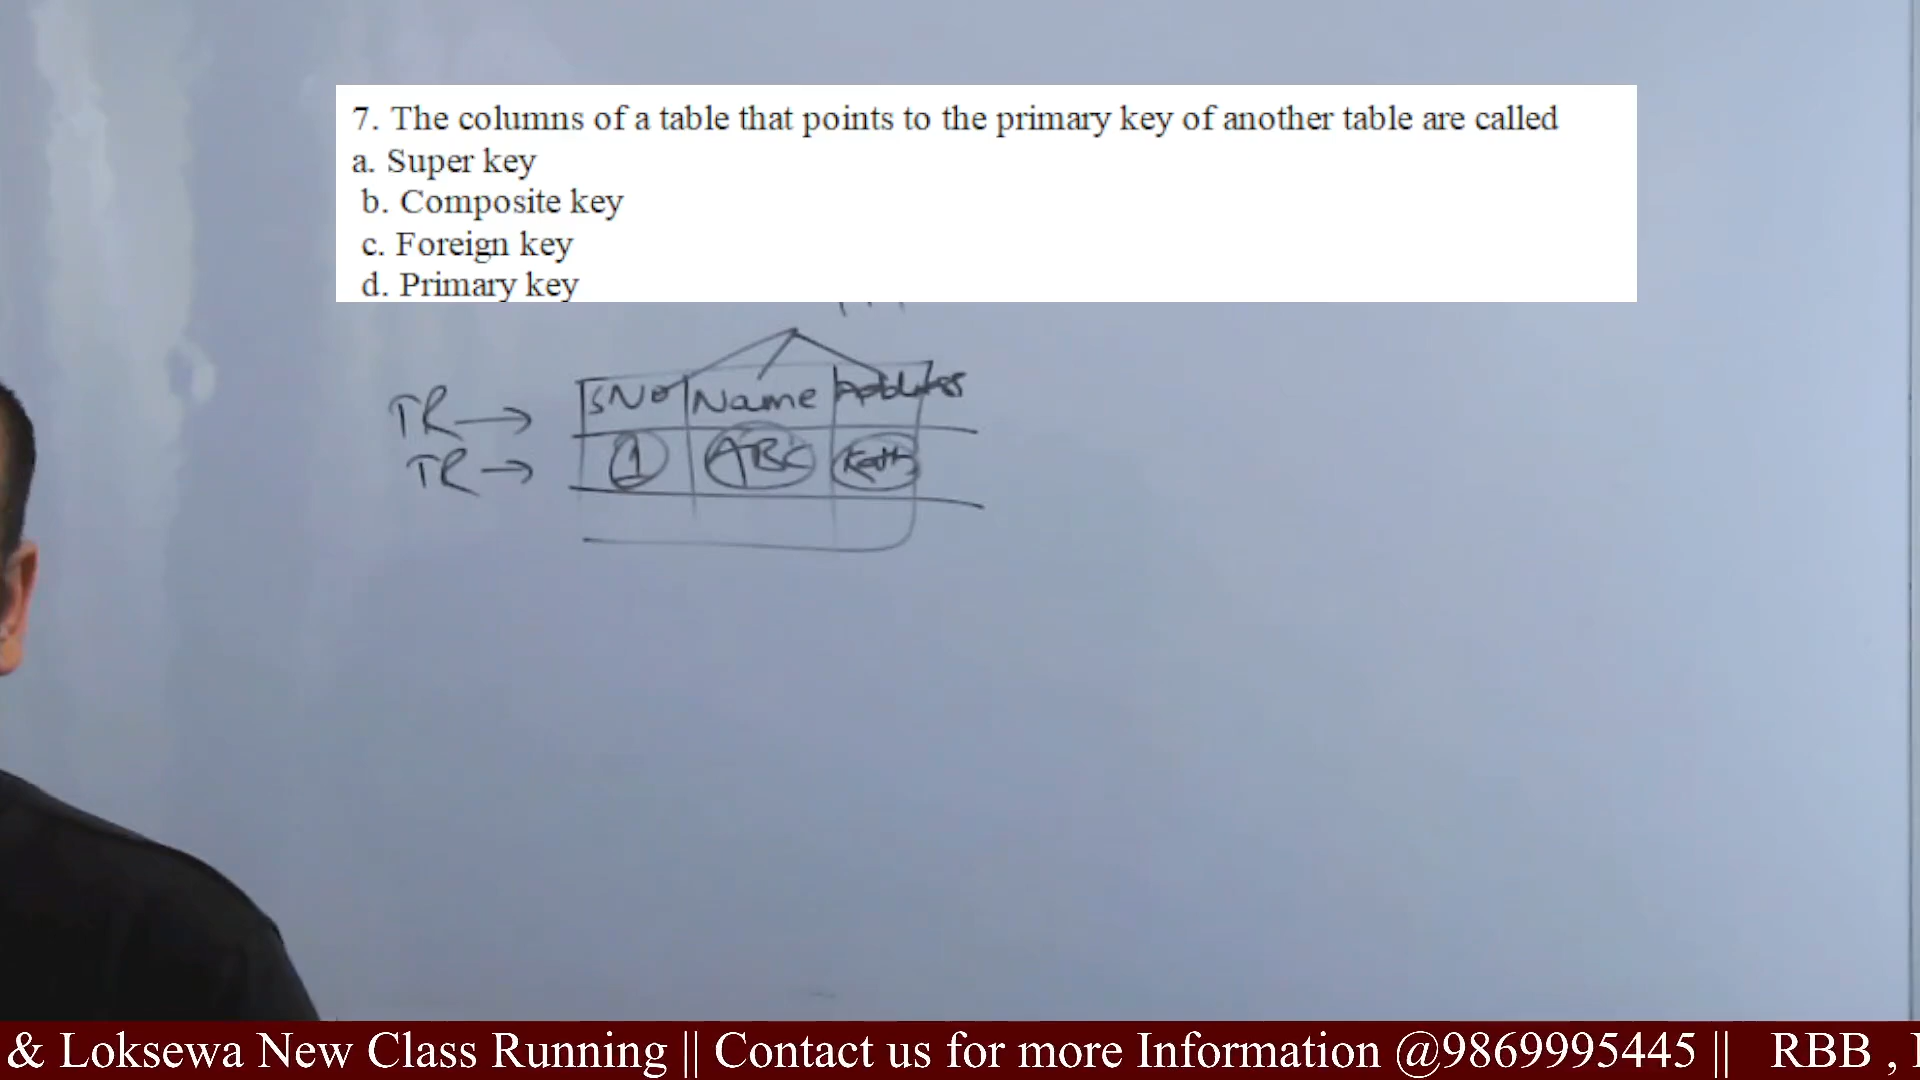 7. The columns of a table that points to the primary key of another table are called
a. Super key
b. Composite key
c. Foreign key
d. Primary key
TR → SNo Name Address
TR → 1 ABC Kath
& Loksewa New Class Running || Contact us for more Information @9869995445 || RBB ,